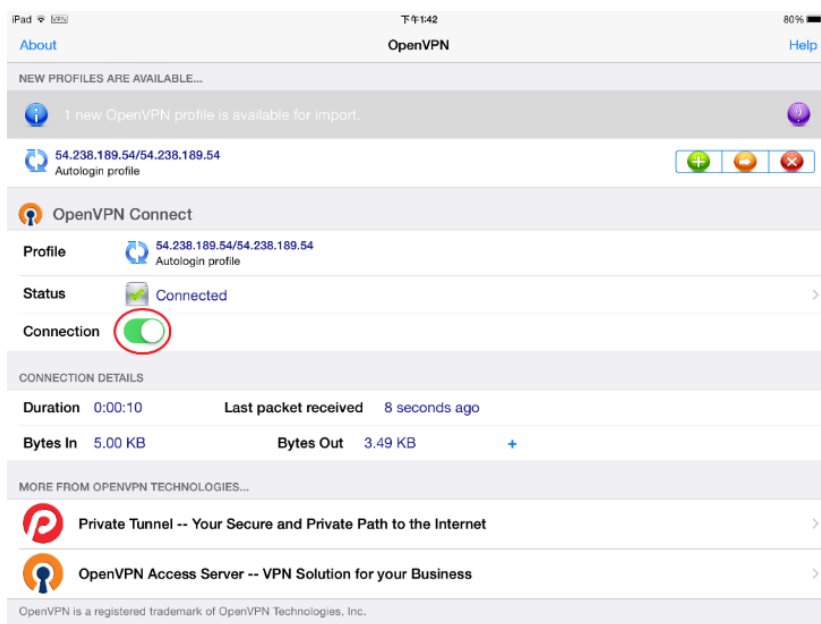 iPad VPN 下午1:42 80%
About OpenVPN Help
NEW PROFILES ARE AVAILABLE...
1 new OpenVPN profile is available for import.
54.238.189.54/54.238.189.54
Autologin profile
OpenVPN Connect
Profile 54.238.189.54/54.238.189.54
Autologin profile
Status Connected
Connection
CONNECTION DETAILS
Duration 0:00:10 Last packet received 8 seconds ago
Bytes In 5.00 KB Bytes Out 3.49 KB +
MORE FROM OPENVPN TECHNOLOGIES...
Private Tunnel -- Your Secure and Private Path to the Internet
OpenVPN Access Server -- VPN Solution for your Business
OpenVPN is a registered trademark of OpenVPN Technologies, Inc.